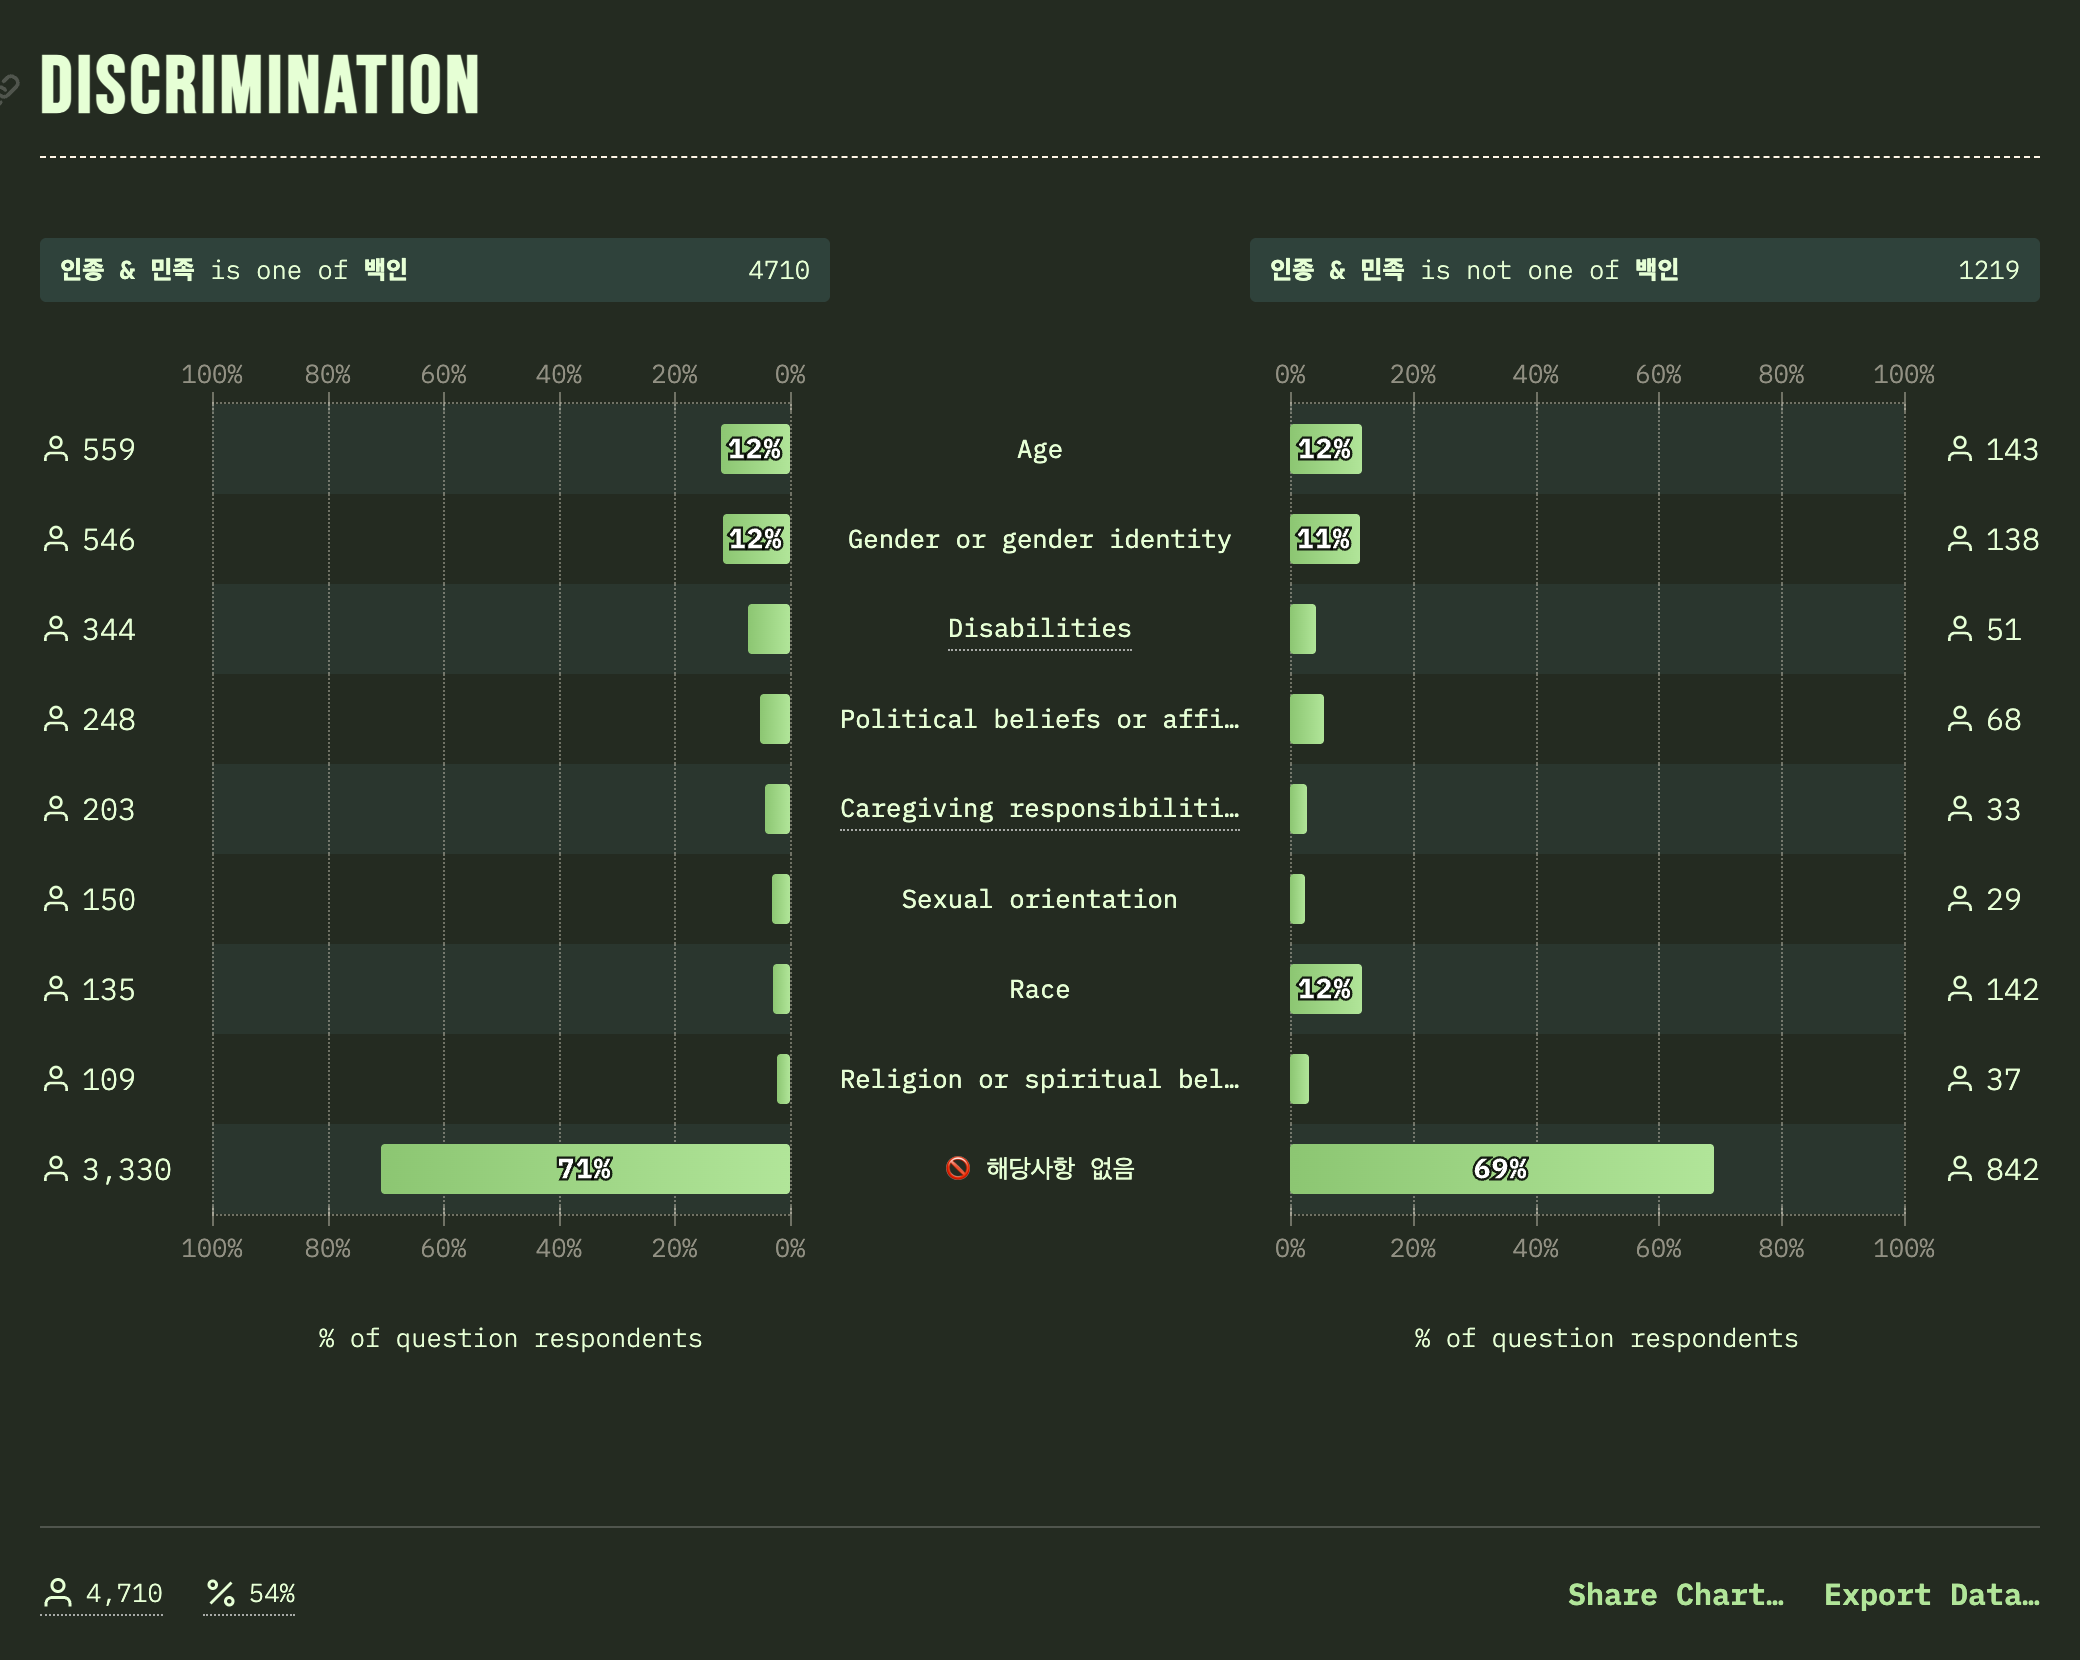 DISCRIMINATION
인종 & 민족 is one of 백인 4710
인종 & 민족 is not one of 백인 1219
100% 80% 60% 40% 20% 0%
0% 20% 40% 60% 80% 100%
559 12% Age 12% 143
546 12% Gender or gender identity 11% 138
344 Disabilities 51
248 Political beliefs or affi… 68
203 Caregiving responsibiliti… 33
150 Sexual orientation 29
135 Race 12% 142
109 Religion or spiritual bel… 37
3,330 71% 해당사항 없음 69% 842
100% 80% 60% 40% 20% 0%
0% 20% 40% 60% 80% 100%
% of question respondents
% of question respondents
4,710 % 54%
Share Chart… Export Data…